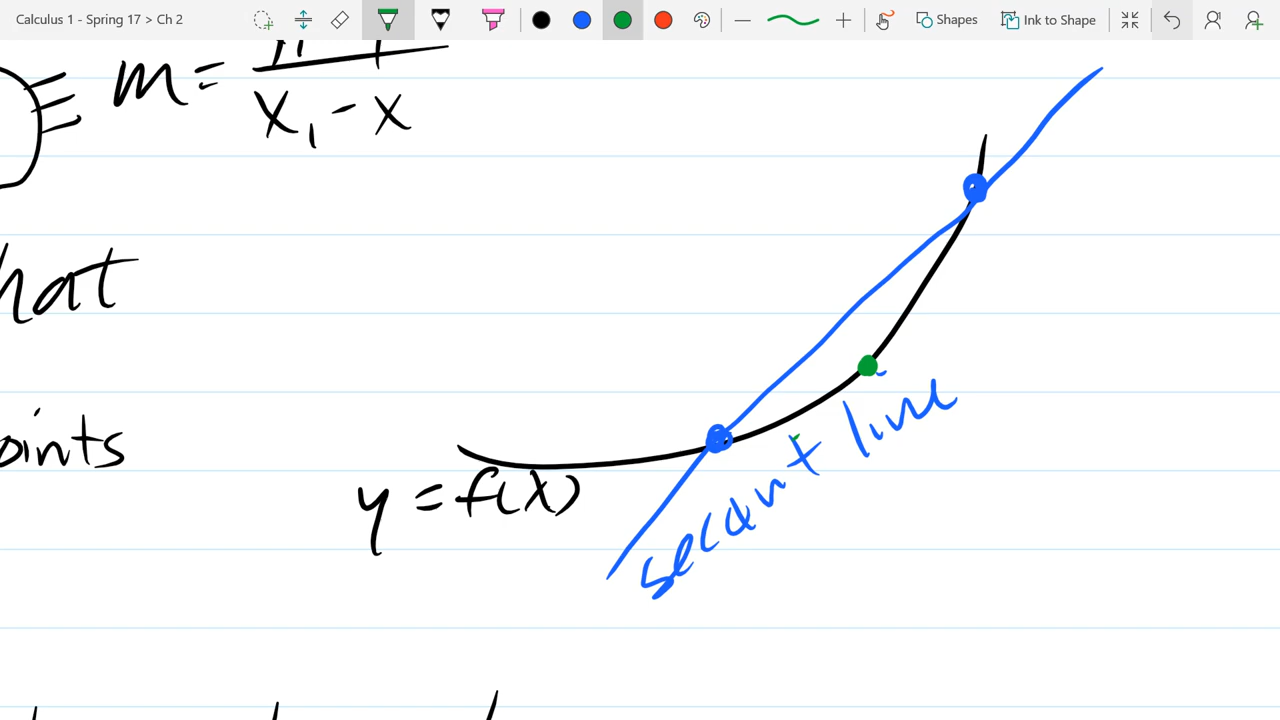 Calculus 1 - Spring 17 > Ch 2
Shapes
Ink to Shape
m =
x₁ - x
hat
oints
y = f(x)
secant line